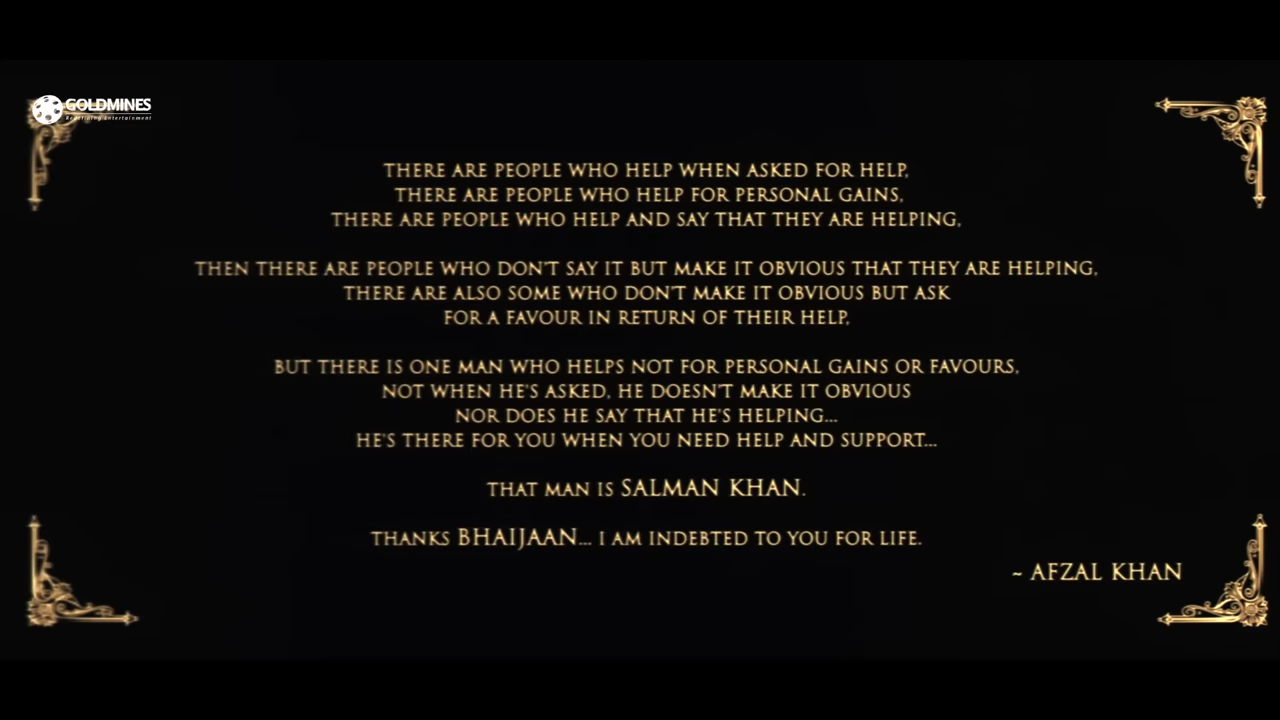 GOLDMINES
Redefining Entertainment
THERE ARE PEOPLE WHO HELP WHEN ASKED FOR HELP,
THERE ARE PEOPLE WHO HELP FOR PERSONAL GAINS,
THERE ARE PEOPLE WHO HELP AND SAY THAT THEY ARE HELPING,
THEN THERE ARE PEOPLE WHO DON'T SAY IT BUT MAKE IT OBVIOUS THAT THEY ARE HELPING,
THERE ARE ALSO SOME WHO DON'T MAKE IT OBVIOUS BUT ASK
FOR A FAVOUR IN RETURN OF THEIR HELP,
BUT THERE IS ONE MAN WHO HELPS NOT FOR PERSONAL GAINS OR FAVOURS,
NOT WHEN HE'S ASKED, HE DOESN'T MAKE IT OBVIOUS
NOR DOES HE SAY THAT HE'S HELPING...
HE'S THERE FOR YOU WHEN YOU NEED HELP AND SUPPORT...
THAT MAN IS SALMAN KHAN.
THANKS BHAIJAAN... I AM INDEBTED TO YOU FOR LIFE.
~ AFZAL KHAN